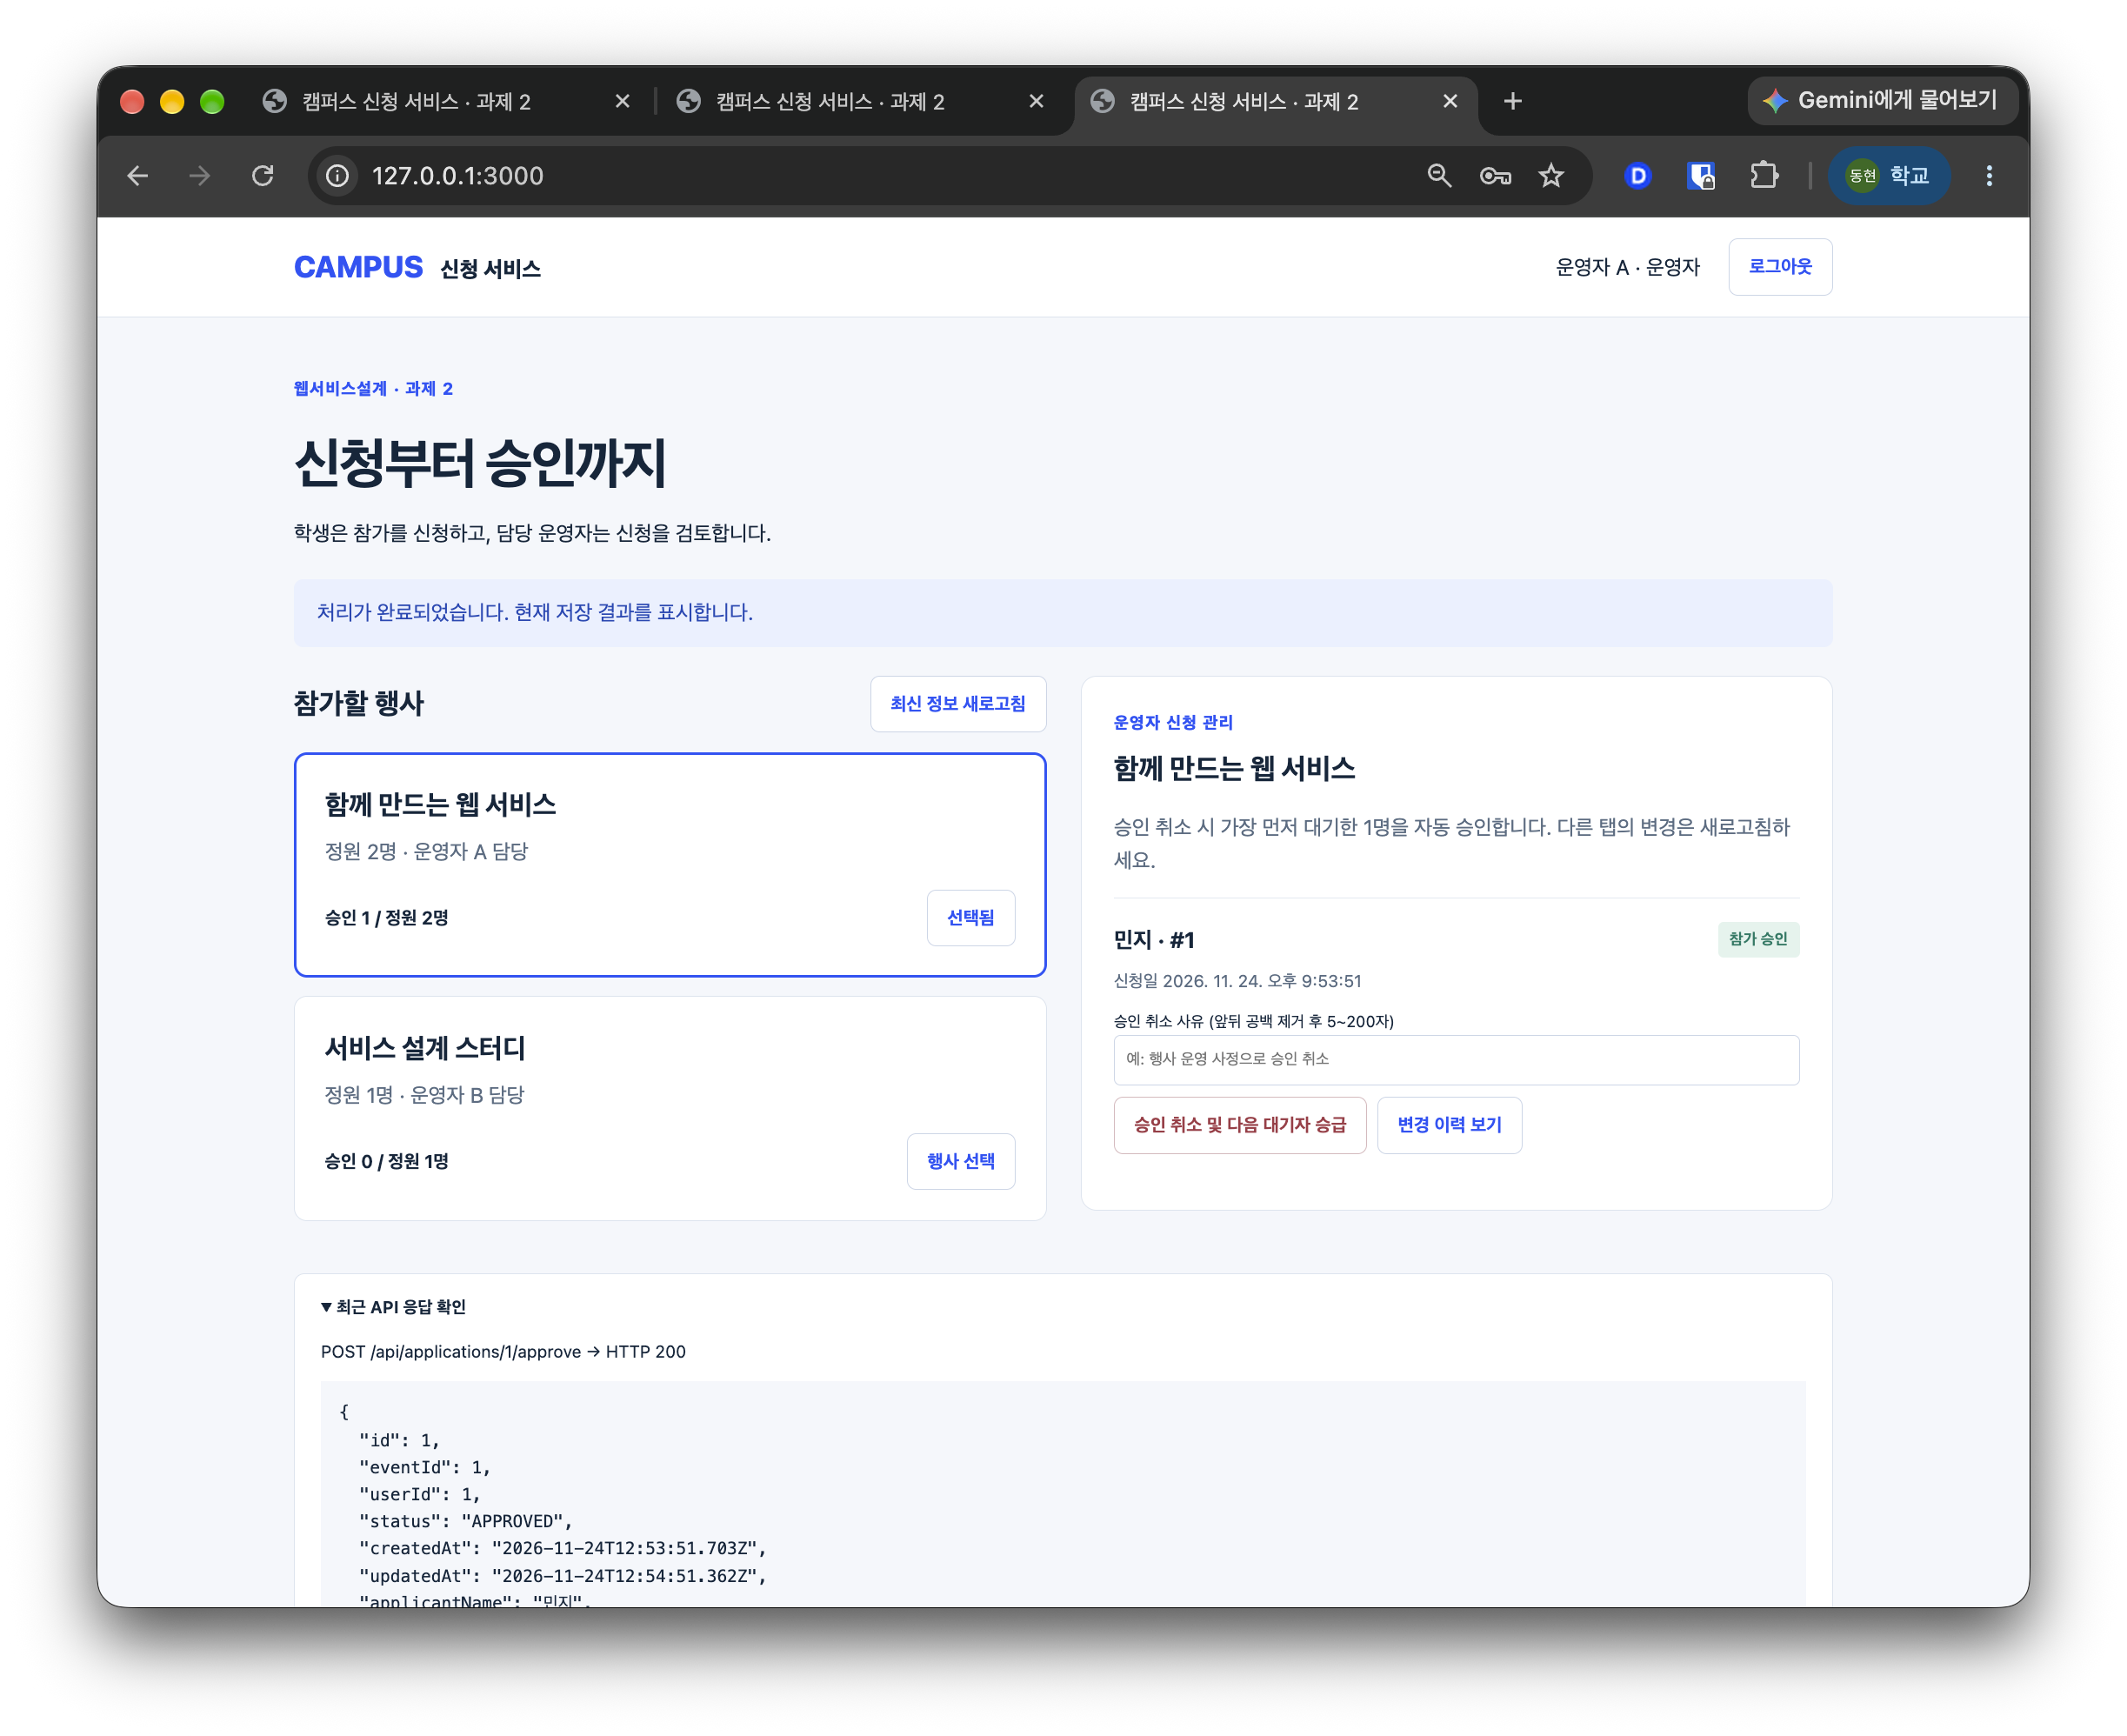 캠퍼스 신청 서비스 · 과제 2
캠퍼스 신청 서비스 · 과제 2
캠퍼스 신청 서비스 · 과제 2
Gemini에게 물어보기
127.0.0.1:3000
D
동현 학교
CAMPUS 신청 서비스
운영자 A · 운영자
로그아웃
웹서비스설계 · 과제 2
신청부터 승인까지
학생은 참가를 신청하고, 담당 운영자는 신청을 검토합니다.
처리가 완료되었습니다. 현재 저장 결과를 표시합니다.
참가할 행사
최신 정보 새로고침
함께 만드는 웹 서비스
정원 2명 · 운영자 A 담당
승인 1 / 정원 2명
선택됨
서비스 설계 스터디
정원 1명 · 운영자 B 담당
승인 0 / 정원 1명
행사 선택
운영자 신청 관리
함께 만드는 웹 서비스
승인 취소 시 가장 먼저 대기한 1명을 자동 승인합니다. 다른 탭의 변경은 새로고침하
세요.
민지 · #1
참가 승인
신청일 2026. 11. 24. 오후 9:53:51
승인 취소 사유 (앞뒤 공백 제거 후 5~200자)
예: 행사 운영 사정으로 승인 취소
승인 취소 및 다음 대기자 승급
변경 이력 보기
▼ 최근 API 응답 확인
POST /api/applications/1/approve → HTTP 200
{
"id": 1,
"eventId": 1,
"userId": 1,
"status": "APPROVED",
"createdAt": "2026-11-24T12:53:51.703Z",
"updatedAt": "2026-11-24T12:54:51.362Z",
"applicantName": "민지",